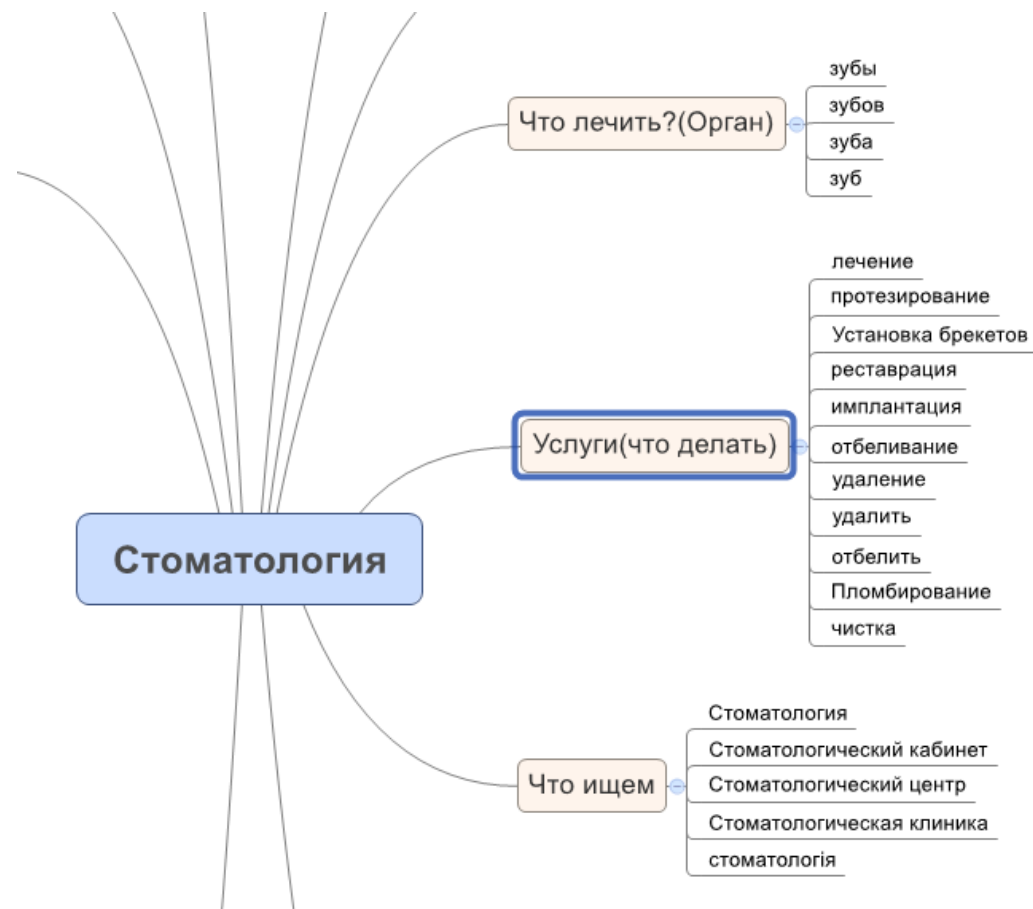 зубы
Что лечить?(Орган)
зубов
зуба
зуб
лечение
протезирование
Установка брекетов
реставрация
имплантация
Услуги(что делать)
отбеливание
удаление
удалить
отбелить
Пломбирование
чистка
Стоматология
Стоматология
Стоматологический кабинет
Что ищем
Стоматологический центр
Стоматологическая клиника
стоматологія